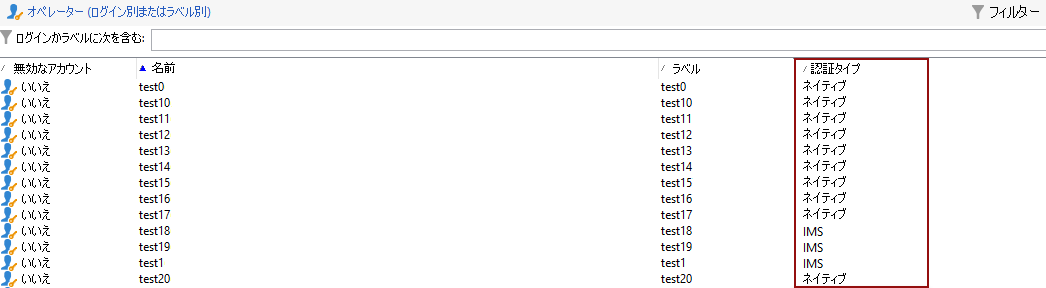 オペレーター (ログイン別またはラベル別) フィルター
ログインかラベルに次を含む:
無効なアカウント 名前 ラベル 認証タイプ
いいえ test0 test0 ネイティブ
いいえ test10 test10 ネイティブ
いいえ test11 test11 ネイティブ
いいえ test12 test12 ネイティブ
いいえ test13 test13 ネイティブ
いいえ test14 test14 ネイティブ
いいえ test15 test15 ネイティブ
いいえ test16 test16 ネイティブ
いいえ test17 test17 ネイティブ
いいえ test18 test18 IMS
いいえ test19 test19 IMS
いいえ test1 test1 IMS
いいえ test20 test20 ネイティブ